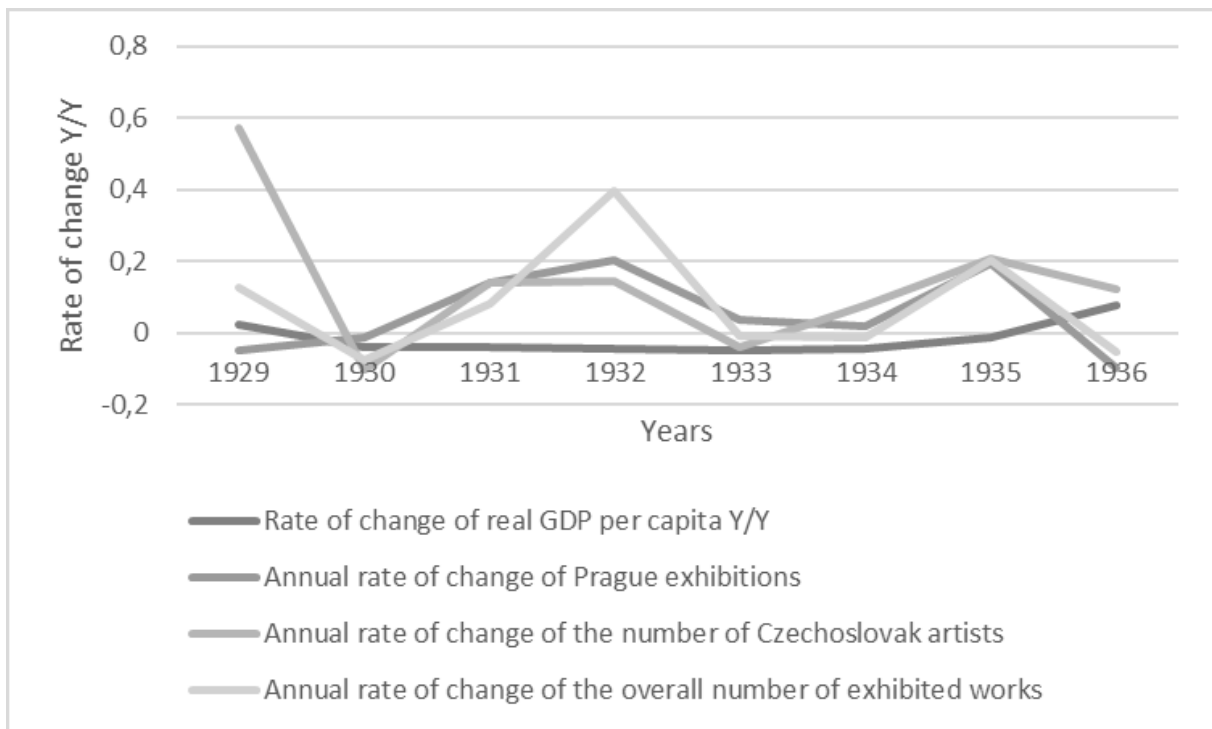 0,8
0,6
0,4
0,2
0
-0,2
Rate of change Y/Y
1929 1930 1931 1932 1933 1934 1935 1936
Years
Rate of change of real GDP per capita Y/Y
Annual rate of change of Prague exhibitions
Annual rate of change of the number of Czechoslovak artists
Annual rate of change of the overall number of exhibited works